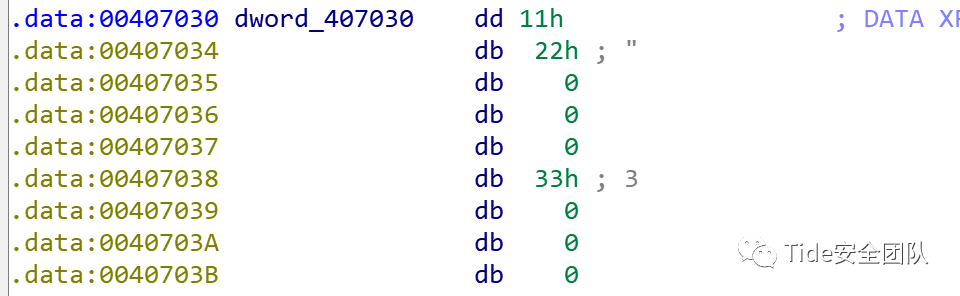 .data:00407030 dword_407030 dd 11h ; DATA XR
.data:00407034 db 22h ; "
.data:00407035 db 0
.data:00407036 db 0
.data:00407037 db 0
.data:00407038 db 33h ; 3
.data:00407039 db 0
.data:0040703A db 0
.data:0040703B db 0
Tide安全团队